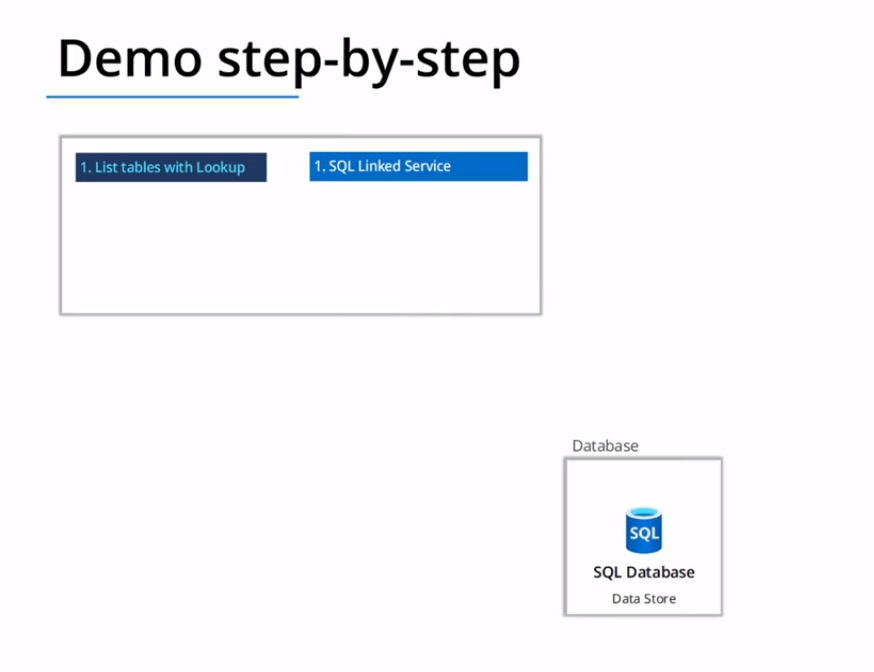 Demo step-by-step
1. List tables with Lookup
1. SQL Linked Service
Database
SQL
SQL Database
Data Store